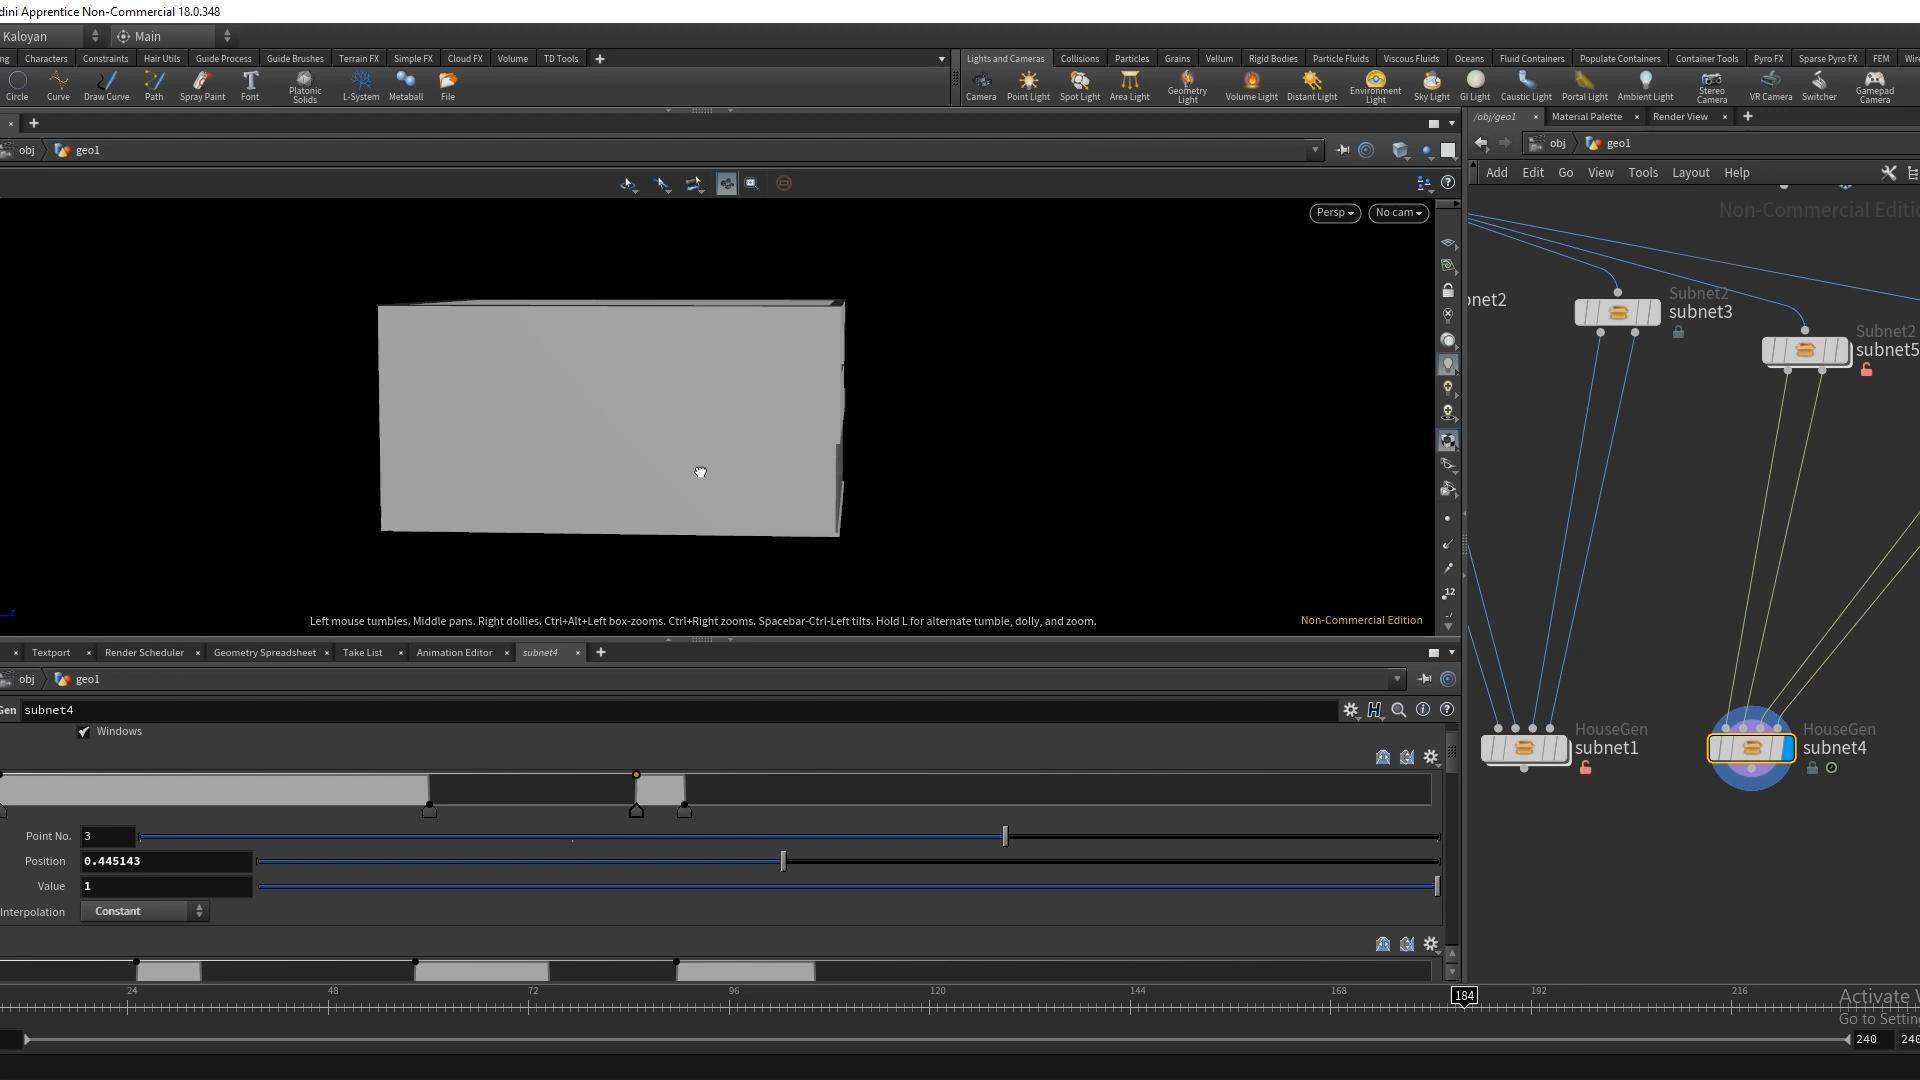 dini Apprentice Non-Commercial 18.0.348
Kaloyan Main
ng Characters Constraints Hair Utils Guide Process Guide Brushes Terrain FX Simple FX Cloud FX Volume TD Tools
Lights and Cameras Collisions Particles Grains Vellum Rigid Bodies Particle Fluids Viscous Fluids Oceans Fluid Containers Populate Containers Container Tools Pyro FX Sparse Pyro FX FEM Wire
Circle Curve Draw Curve Path Spray Paint Font Platonic Solids L-System Metaball File
Camera Point Light Spot Light Area Light Geometry Light Volume Light Distant Light Environment Light Sky Light GI Light Caustic Light Portal Light Ambient Light Stereo Camera VR Camera Switcher Gamepad Camera
/obj/geo1 Material Palette Render View
obj geo1
obj geo1
Add Edit Go View Tools Layout Help
Persp No cam
Non-Commercial Editio
bnet2
Subnet2
subnet3
Subnet2
subnet5
12
z
Left mouse tumbles. Middle pans. Right dollies. Ctrl+Alt+Left box-zooms. Ctrl+Right zooms. Spacebar-Ctrl-Left tilts. Hold L for alternate tumble, dolly, and zoom.
Non-Commercial Edition
Textport Render Scheduler Geometry Spreadsheet Take List Animation Editor subnet4
obj geo1
Gen subnet4
Windows
HouseGen
subnet1
HouseGen
subnet4
Point No. 3
Position 0.445143
Value 1
Interpolation Constant
24 48 72 96 120 144 168 184 192 216
Activate W
Go to Setting
240 240